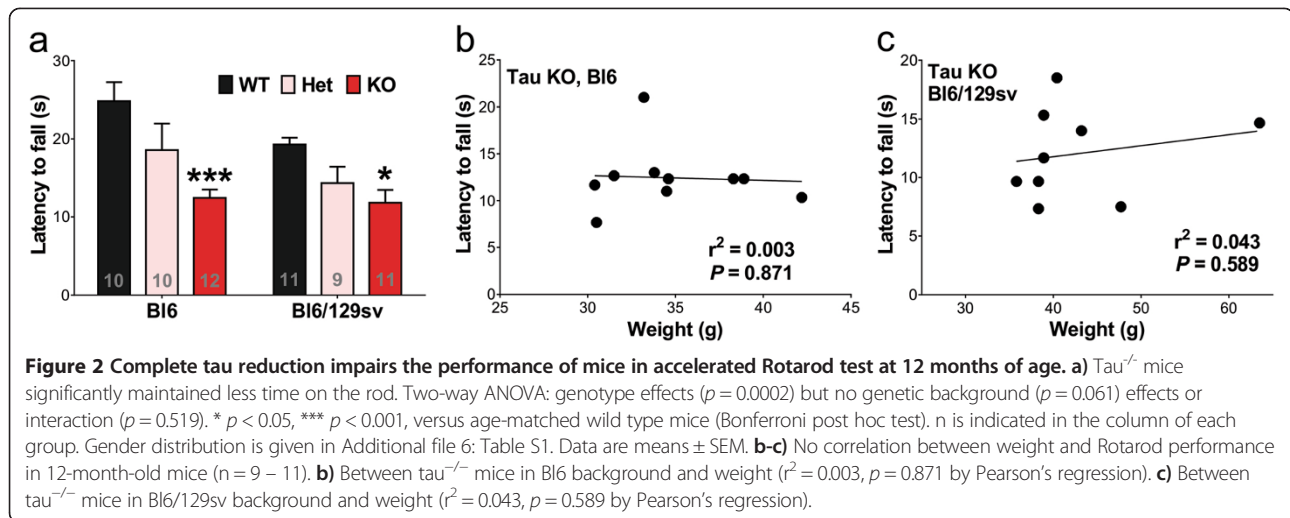 a
30
20
10
0
Latency to fall (s)
WT Het KO
***
*
10 10 12 11 9 11
Bl6 Bl6/129sv
b
25
20
15
10
5
0
Latency to fall (s)
Tau KO, Bl6
r² = 0.003
P = 0.871
25 30 35 40 45
Weight (g)
c
20
15
10
5
0
Latency to fall (s)
Tau KO
Bl6/129sv
r² = 0.043
P = 0.589
30 40 50 60
Weight (g)
Figure 2 Complete tau reduction impairs the performance of mice in accelerated Rotarod test at 12 months of age. a) Tau⁻/⁻ mice
significantly maintained less time on the rod. Two-way ANOVA: genotype effects (p = 0.0002) but no genetic background (p = 0.061) effects or
interaction (p = 0.519). * p < 0.05, *** p < 0.001, versus age-matched wild type mice (Bonferroni post hoc test). n is indicated in the column of each
group. Gender distribution is given in Additional file 6: Table S1. Data are means ± SEM. b-c) No correlation between weight and Rotarod performance
in 12-month-old mice (n = 9 – 11). b) Between tau⁻/⁻ mice in Bl6 background and weight (r² = 0.003, p = 0.871 by Pearson's regression). c) Between
tau⁻/⁻ mice in Bl6/129sv background and weight (r² = 0.043, p = 0.589 by Pearson's regression).